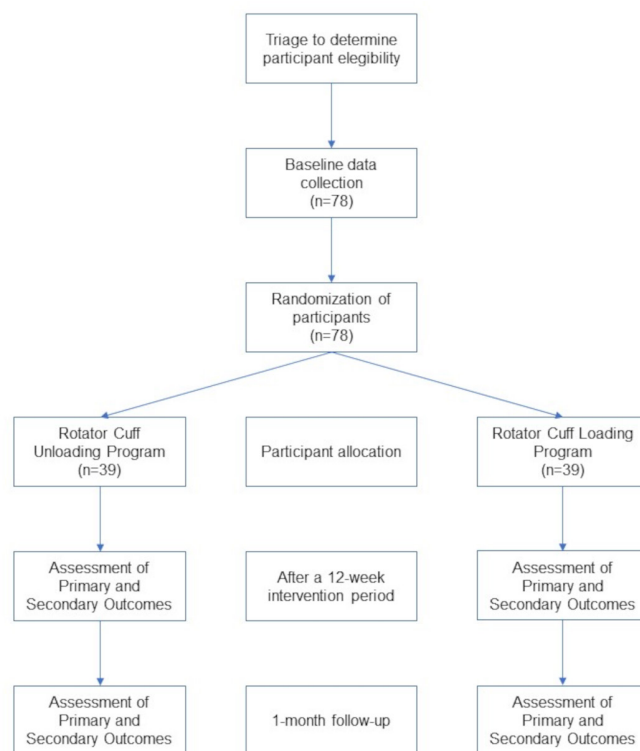 Triage to determine
participant elegibility
Baseline data
collection
(n=78)
Randomization of
participants
(n=78)
Rotator Cuff
Unloading Program
(n=39)
Participant allocation
Rotator Cuff Loading
Program
(n=39)
Assessment of
Primary and
Secondary Outcomes
After a 12-week
intervention period
Assessment of
Primary and
Secondary Outcomes
Assessment of
Primary and
Secondary Outcomes
1-month follow-up
Assessment of
Primary and
Secondary Outcomes